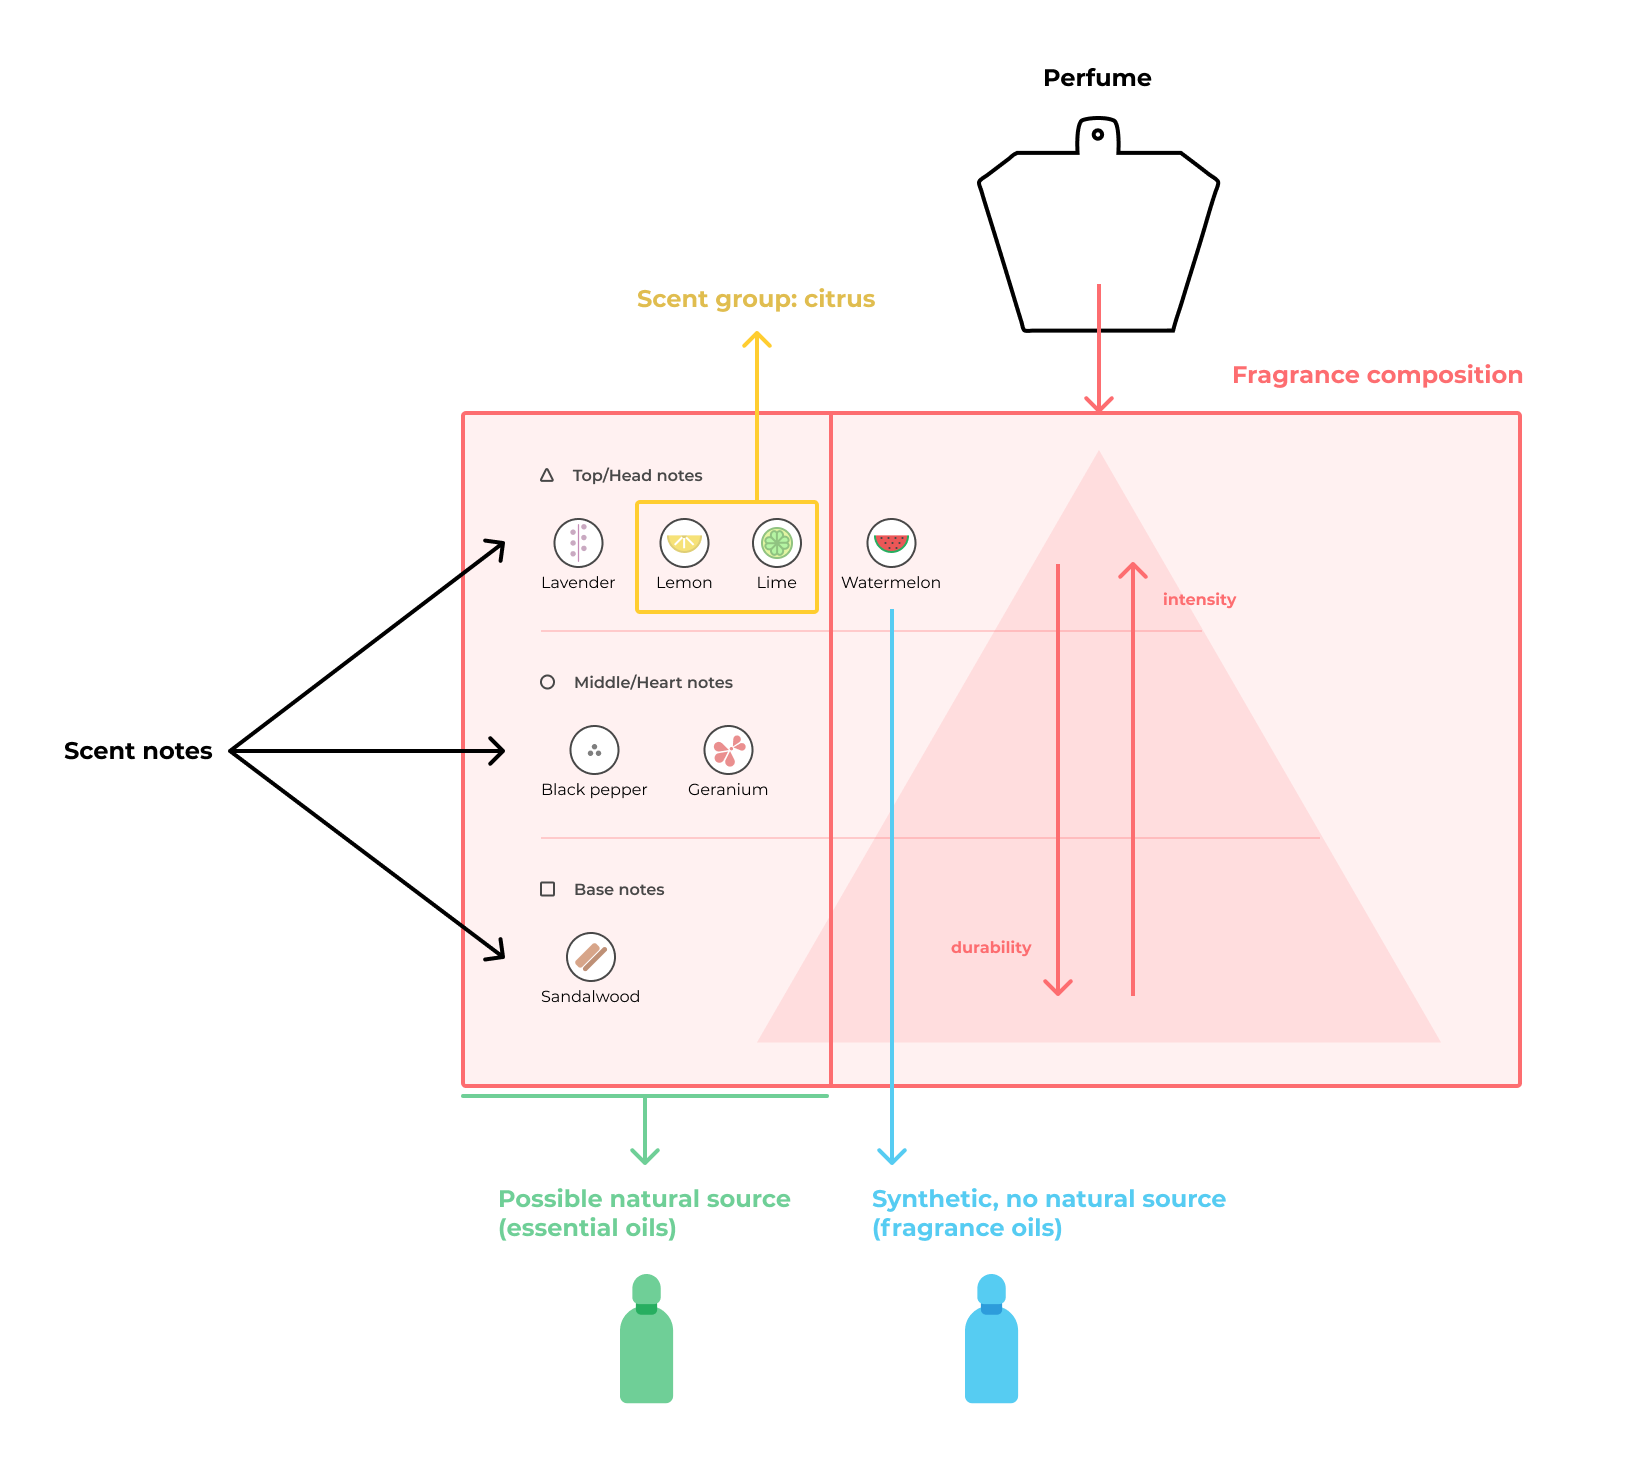 Perfume
Scent group: citrus
Fragrance composition
Top/Head notes
Lavender
Lemon
Lime
Watermelon
intensity
Middle/Heart notes
Scent notes
Black pepper
Geranium
Base notes
durability
Sandalwood
Possible natural source
(essential oils)
Synthetic, no natural source
(fragrance oils)